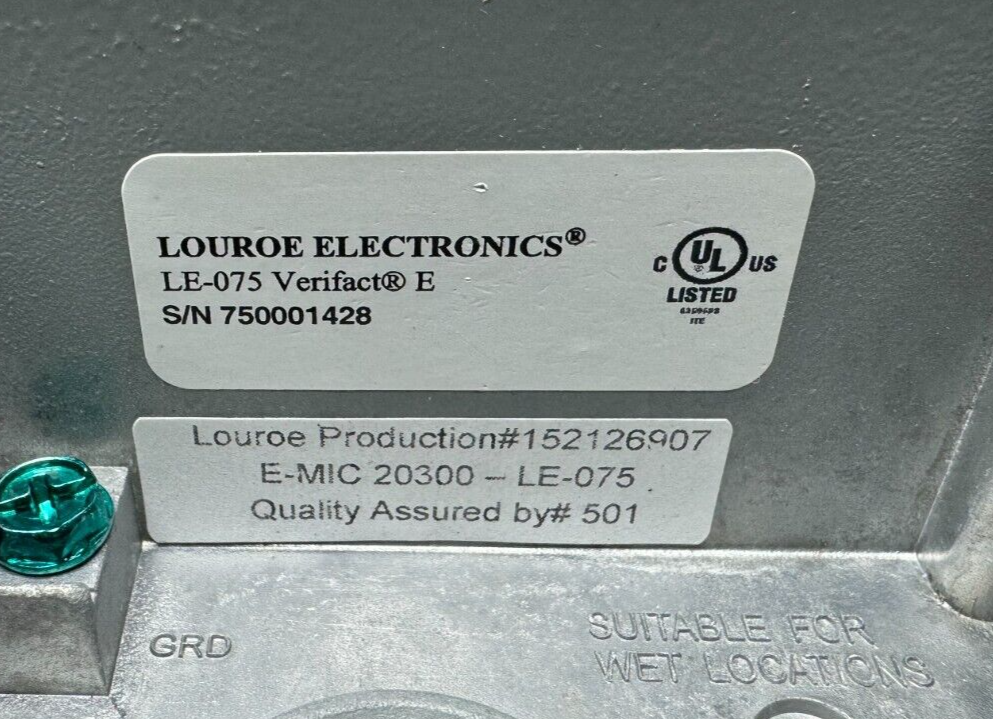 LOUROE ELECTRONICS®
LE-075 Verifact® E
S/N 750001428
C UL® US
LISTED
ITE
Louroe Production#152126907
E-MIC 20300 – LE-075
Quality Assured by# 501
GRD
SUITABLE FOR
WET LOCATIONS